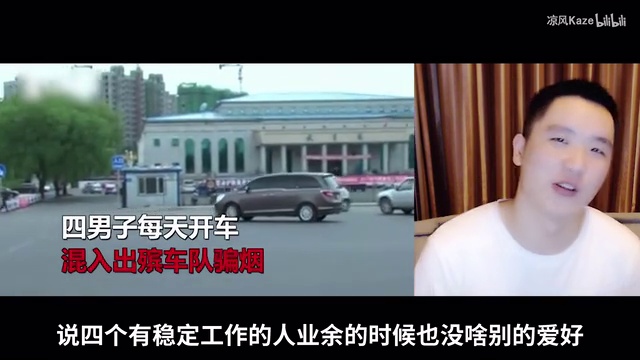 凉风Kaze bilibili
四男子每天开车
混入出殡车队骗烟
说四个有稳定工作的人业余的时候也没啥别的爱好